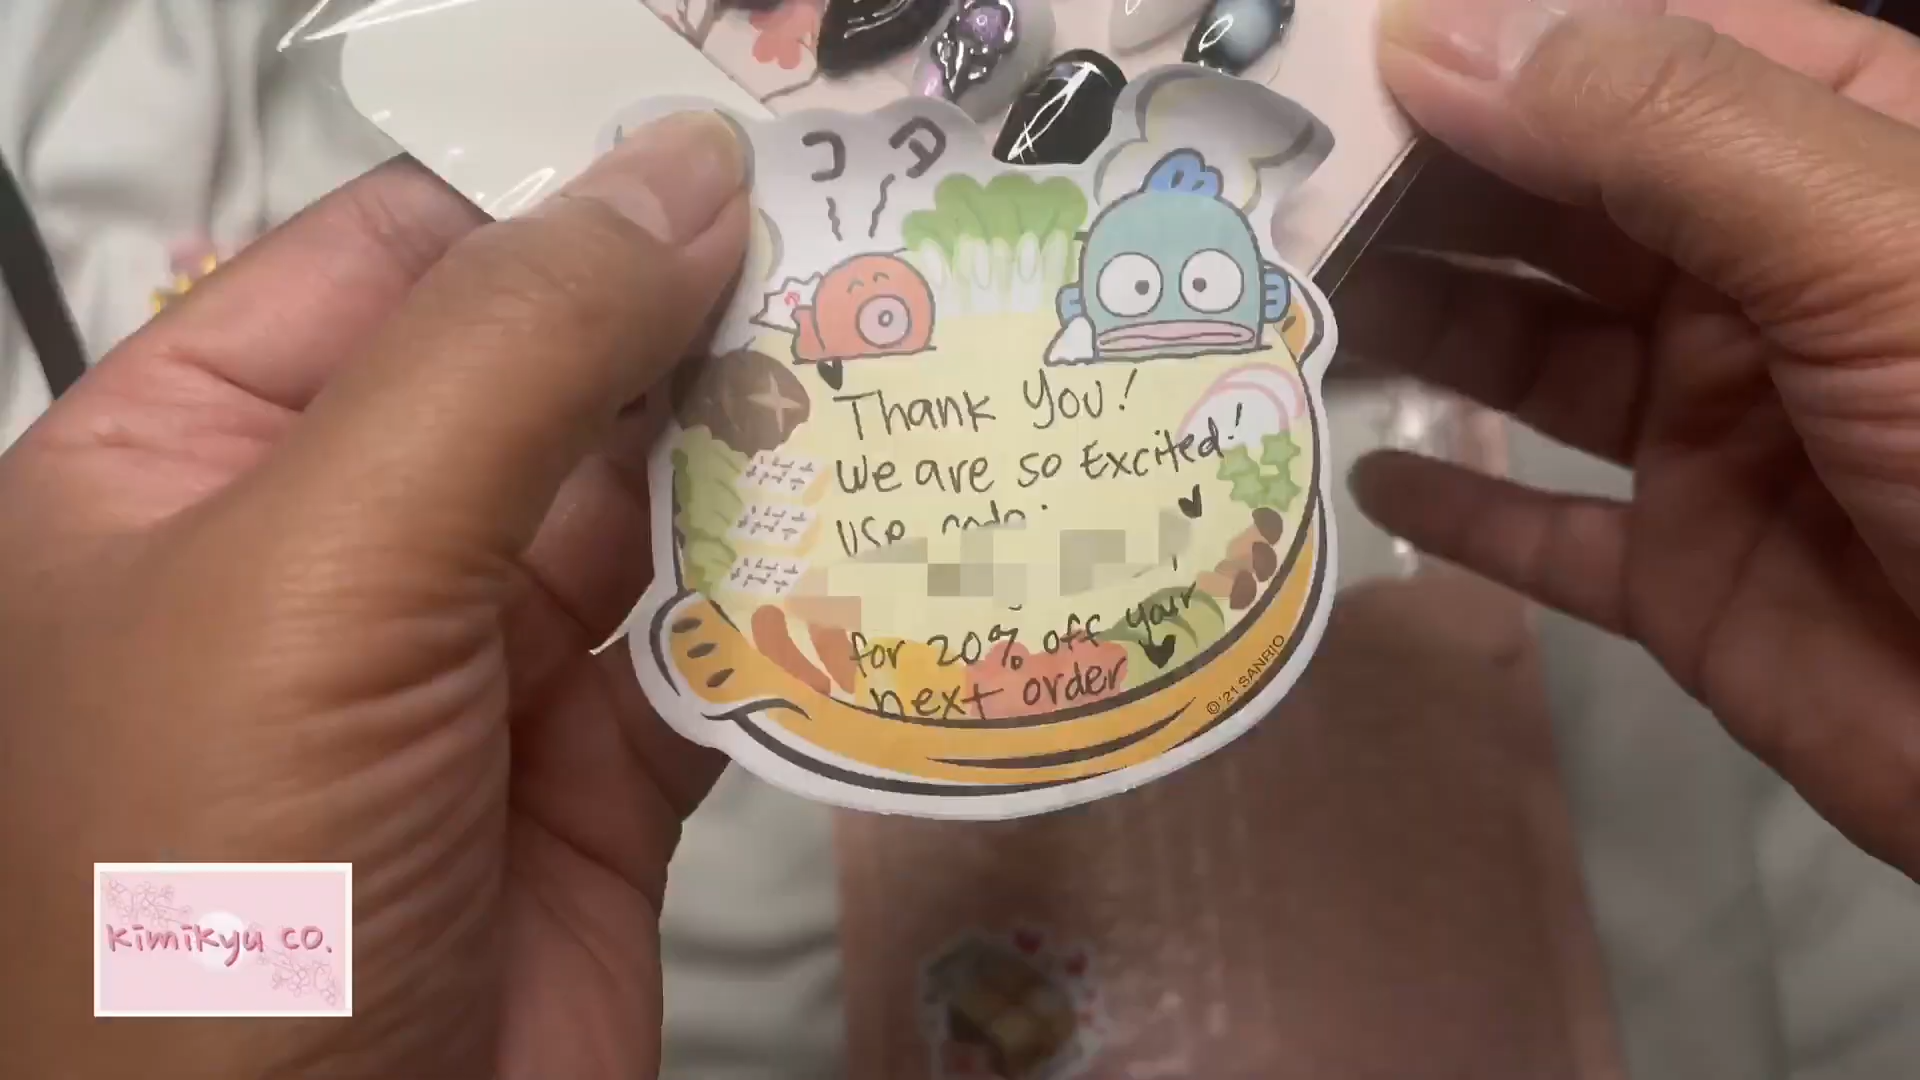 コ
Thank You!
We are so Excited!
Use code:
for 20% off your
next order
©'21 SANRIO
kimikyu co.